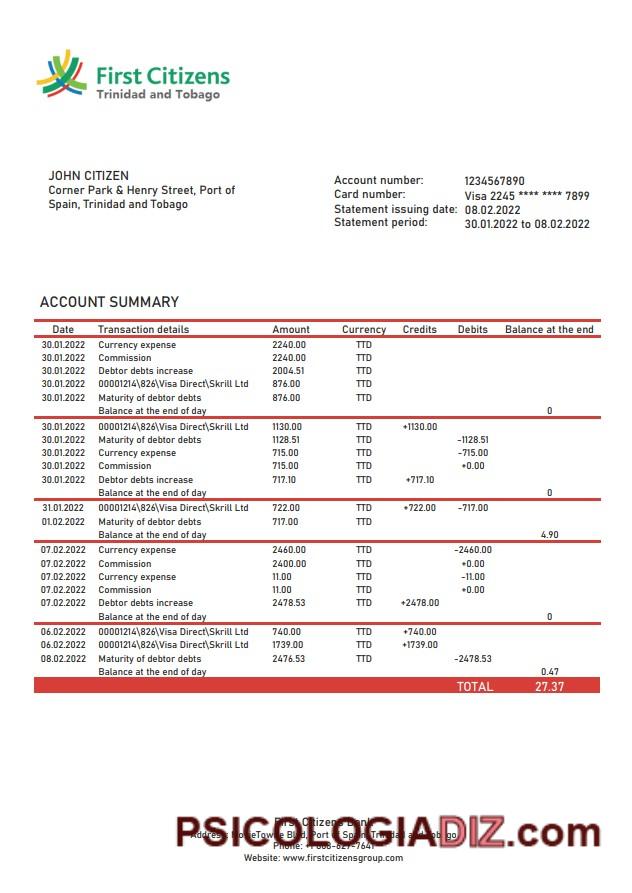 First Citizens
Trinidad and Tobago
JOHN CITIZEN
Corner Park & Henry Street, Port of
Spain, Trinidad and Tobago
Account number: 1234567890
Card number: Visa 2245 **** **** 7899
Statement issuing date: 08.02.2022
Statement period: 30.01.2022 to 08.02.2022
ACCOUNT SUMMARY
Date Transaction details Amount Currency Credits Debits Balance at the end
30.01.2022 Currency expense 2240.00 TTD
30.01.2022 Commission 2240.00 TTD
30.01.2022 Debtor debts increase 2004.51 TTD
30.01.2022 00001214\826\Visa Direct\Skrill Ltd 876.00 TTD
30.01.2022 Maturity of debtor debts 876.00 TTD
Balance at the end of day 0
30.01.2022 00001214\826\Visa Direct\Skrill Ltd 1130.00 TTD +1130.00
30.01.2022 Maturity of debtor debts 1128.51 TTD -1128.51
30.01.2022 Currency expense 715.00 TTD -715.00
30.01.2022 Commission 715.00 TTD +0.00
30.01.2022 Debtor debts increase 717.10 TTD +717.10
Balance at the end of day 0
31.01.2022 00001214\826\Visa Direct\Skrill Ltd 722.00 TTD +722.00 -717.00
01.02.2022 Maturity of debtor debts 717.00 TTD
Balance at the end of day 4.90
07.02.2022 Currency expense 2460.00 TTD -2460.00
07.02.2022 Commission 2400.00 TTD +0.00
07.02.2022 Currency expense 11.00 TTD -11.00
07.02.2022 Commission 11.00 TTD +0.00
07.02.2022 Debtor debts increase 2478.53 TTD +2478.00
Balance at the end of day 0
06.02.2022 00001214\826\Visa Direct\Skrill Ltd 740.00 TTD +740.00
06.02.2022 00001214\826\Visa Direct\Skrill Ltd 1739.00 TTD +1739.00
08.02.2022 Maturity of debtor debts 2476.53 TTD -2478.53
Balance at the end of day 0.47
TOTAL 27.37
First Citizens Bank
PSICOLOGIADIZ.com
Address: MovieTowne Blvd, Port of Spain, Trinidad and Tobago
Phone: 
Website: www.firstcitizensgroup.com